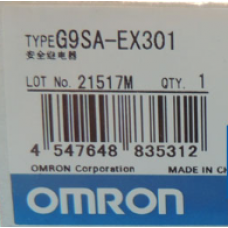 TYPE G9SA-EX301
安全继电器
LOT No. 21517M QTY. 1
4 547648 835312
OMRON Corporation MADE IN CH
OMRON